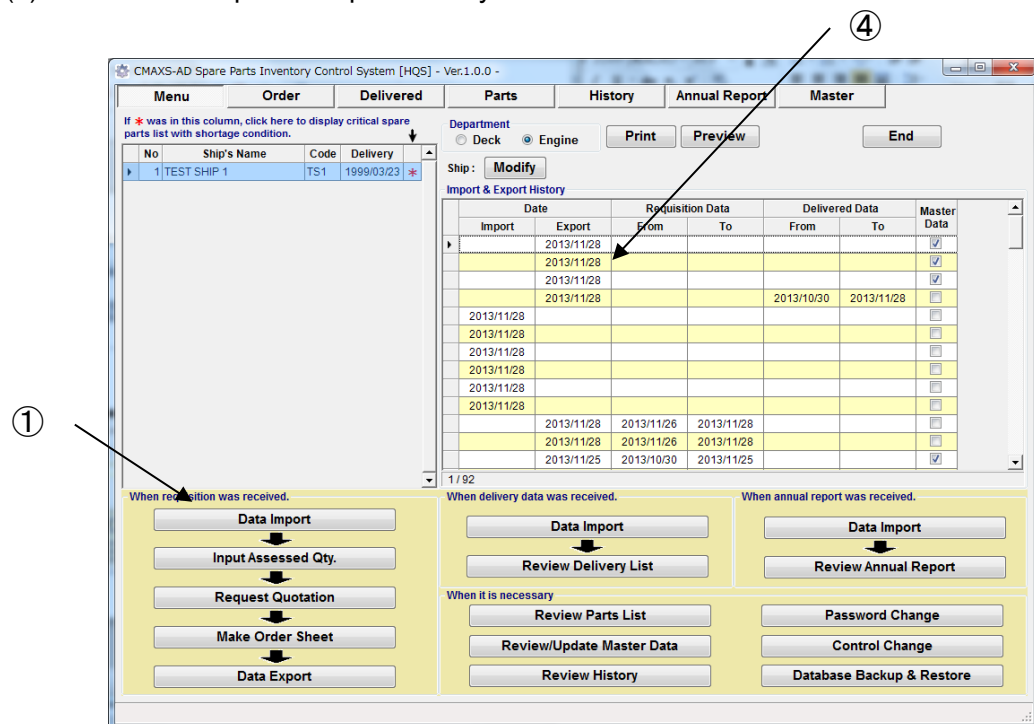 ④
CMAXS-AD Spare Parts Inventory Control System [HQS] - Ver.1.0.0 -
Menu Order Delivered Parts History Annual Report Master
If * was in this column, click here to display critical spare
parts list with shortage condition.
No Ship's Name Code Delivery
1 TEST SHIP 1 TS1 1999/03/23 *
Department
Deck Engine Print Preview End
Ship : Modify
Import & Export History
Date Requisition Data Delivered Data Master Data
Import Export From To From To
2013/11/28
2013/11/28
2013/11/28
2013/11/28 2013/10/30 2013/11/28
2013/11/28
2013/11/28
2013/11/28
2013/11/28
2013/11/28
2013/11/28
2013/11/28 2013/11/26 2013/11/28
2013/11/28 2013/11/26 2013/11/28
2013/11/25 2013/10/30 2013/11/25
1 / 92
①
When requisition was received.
Data Import
Input Assessed Qty.
Request Quotation
Make Order Sheet
Data Export
When delivery data was received.
Data Import
Review Delivery List
When annual report was received.
Data Import
Review Annual Report
When it is necessary
Review Parts List Password Change
Review/Update Master Data Control Change
Review History Database Backup & Restore